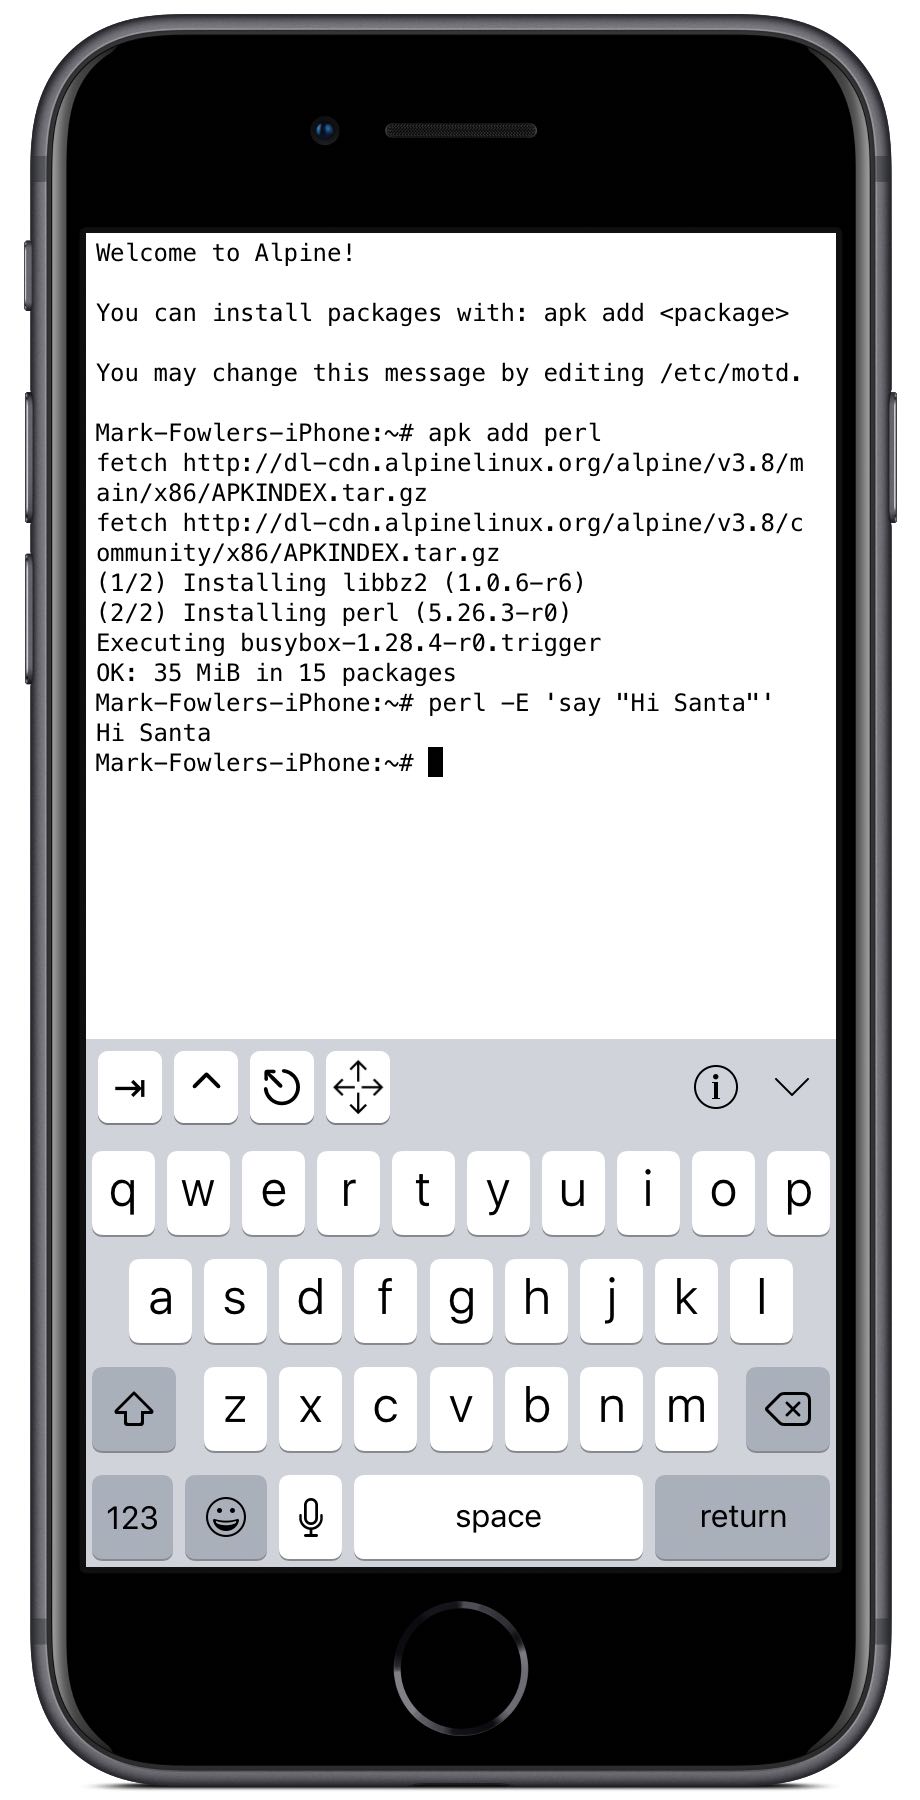 Welcome to Alpine!
You can install packages with: apk add <package>
You may change this message by editing /etc/motd.
Mark-Fowlers-iPhone:~# apk add perl
fetch http://dl-cdn.alpinelinux.org/alpine/v3.8/m
ain/x86/APKINDEX.tar.gz
fetch http://dl-cdn.alpinelinux.org/alpine/v3.8/c
ommunity/x86/APKINDEX.tar.gz
(1/2) Installing libbz2 (1.0.6-r6)
(2/2) Installing perl (5.26.3-r0)
Executing busybox-1.28.4-r0.trigger
OK: 35 MiB in 15 packages
Mark-Fowlers-iPhone:~# perl -E 'say "Hi Santa"'
Hi Santa
Mark-Fowlers-iPhone:~#
q w e r t y u i o p
a s d f g h j k l
z x c v b n m
123 space return